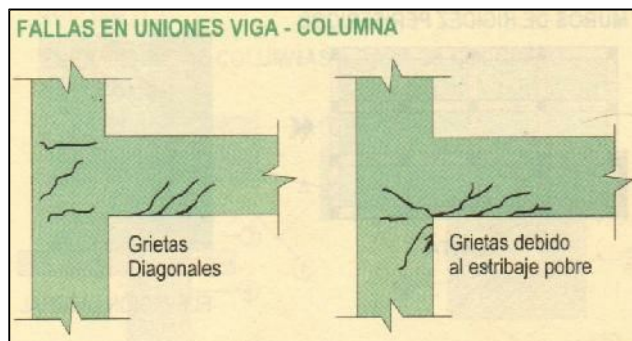 FALLAS EN UNIONES VIGA - COLUMNA
Grietas
Diagonales
Grietas debido
al estribaje pobre